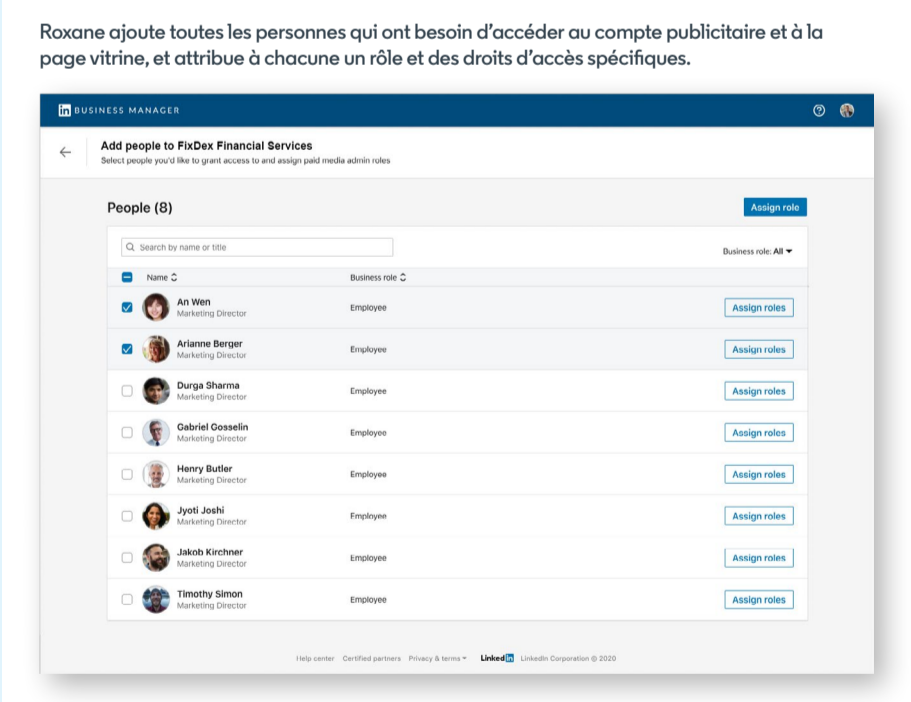 Roxane ajoute toutes les personnes qui ont besoin d’accéder au compte publicitaire et à la
page vitrine, et attribue à chacune un rôle et des droits d’accès spécifiques.
in BUSINESS MANAGER
Add people to FixDex Financial Services
Select people you'd like to grant access to and assign paid media admin roles
People (8)
Assign role
Search by name or title
Business role: All
Name
Business role
An Wen
Marketing Director
Employee
Assign roles
Arianne Berger
Marketing Director
Employee
Assign roles
Durga Sharma
Marketing Director
Employee
Assign roles
Gabriel Gosselin
Marketing Director
Employee
Assign roles
Henry Butler
Marketing Director
Employee
Assign roles
Jyoti Joshi
Marketing Director
Employee
Assign roles
Jakob Kirchner
Marketing Director
Employee
Assign roles
Timothy Simon
Marketing Director
Employee
Assign roles
Help center Certified partners Privacy & terms LinkedIn LinkedIn Corporation © 2020